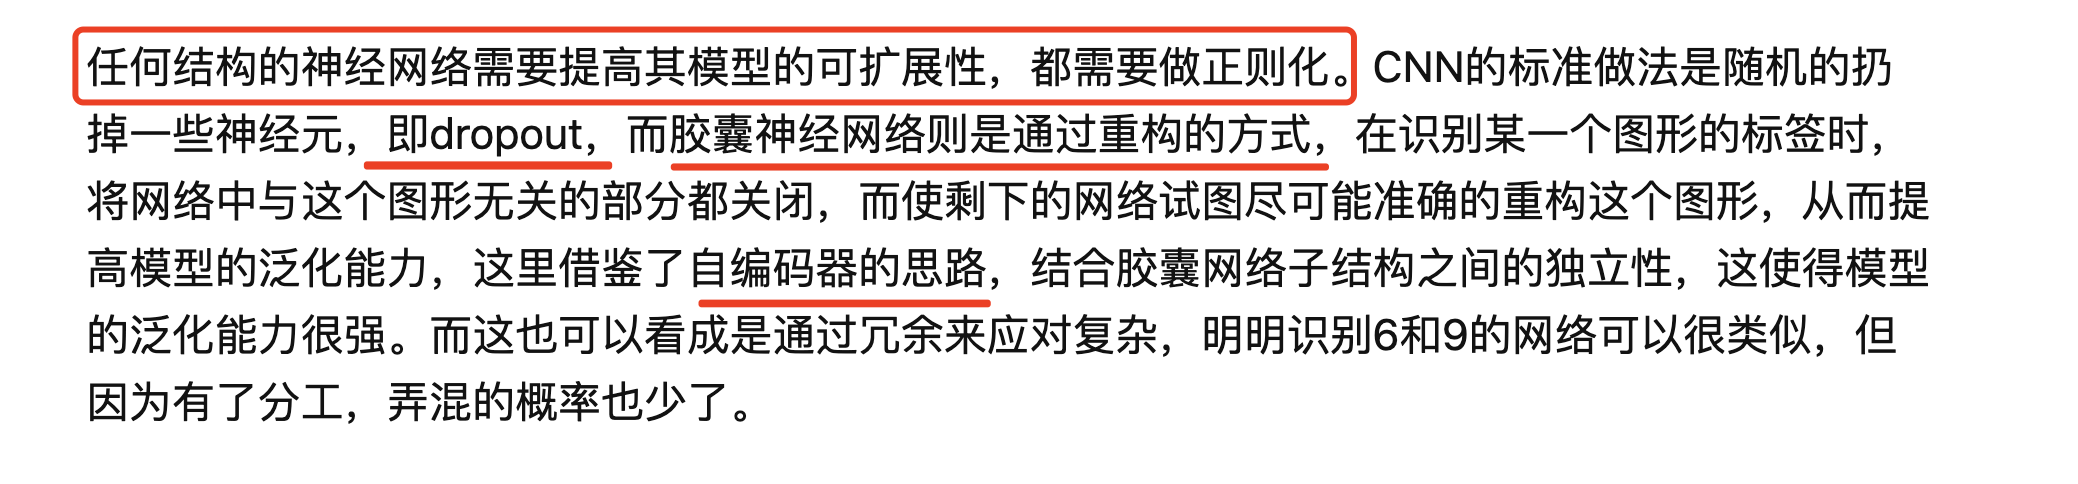 任何结构的神经网络需要提高其模型的可扩展性，都需要做正则化。CNN的标准做法是随机的扔
掉一些神经元，即dropout，而胶囊神经网络则是通过重构的方式，在识别某一个图形的标签时，
将网络中与这个图形无关的部分都关闭，而使剩下的网络试图尽可能准确的重构这个图形，从而提
高模型的泛化能力，这里借鉴了自编码器的思路，结合胶囊网络子结构之间的独立性，这使得模型
的泛化能力很强。而这也可以看成是通过冗余来应对复杂，明明识别6和9的网络可以很类似，但
因为有了分工，弄混的概率也少了。